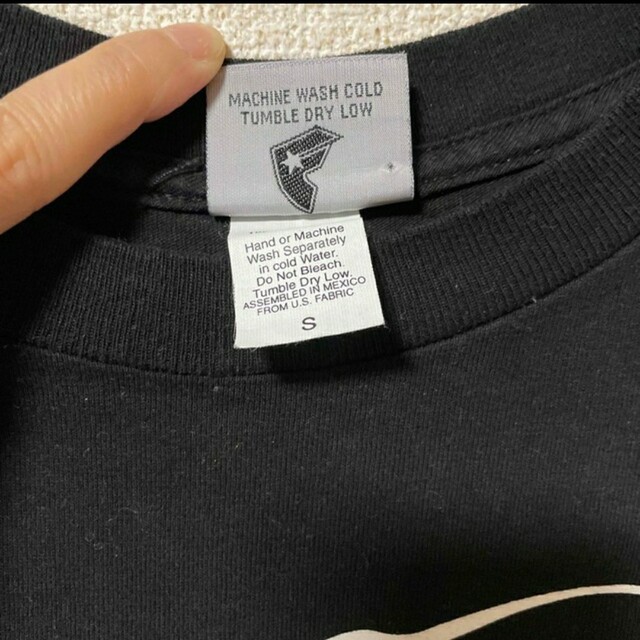 MACHINE WASH COLD
TUMBLE DRY LOW
Hand or Machine
Wash Separately
in cold Water.
Do Not Bleach.
Tumble Dry Low.
ASSEMBLED IN MEXICO
FROM U.S. FABRIC
S